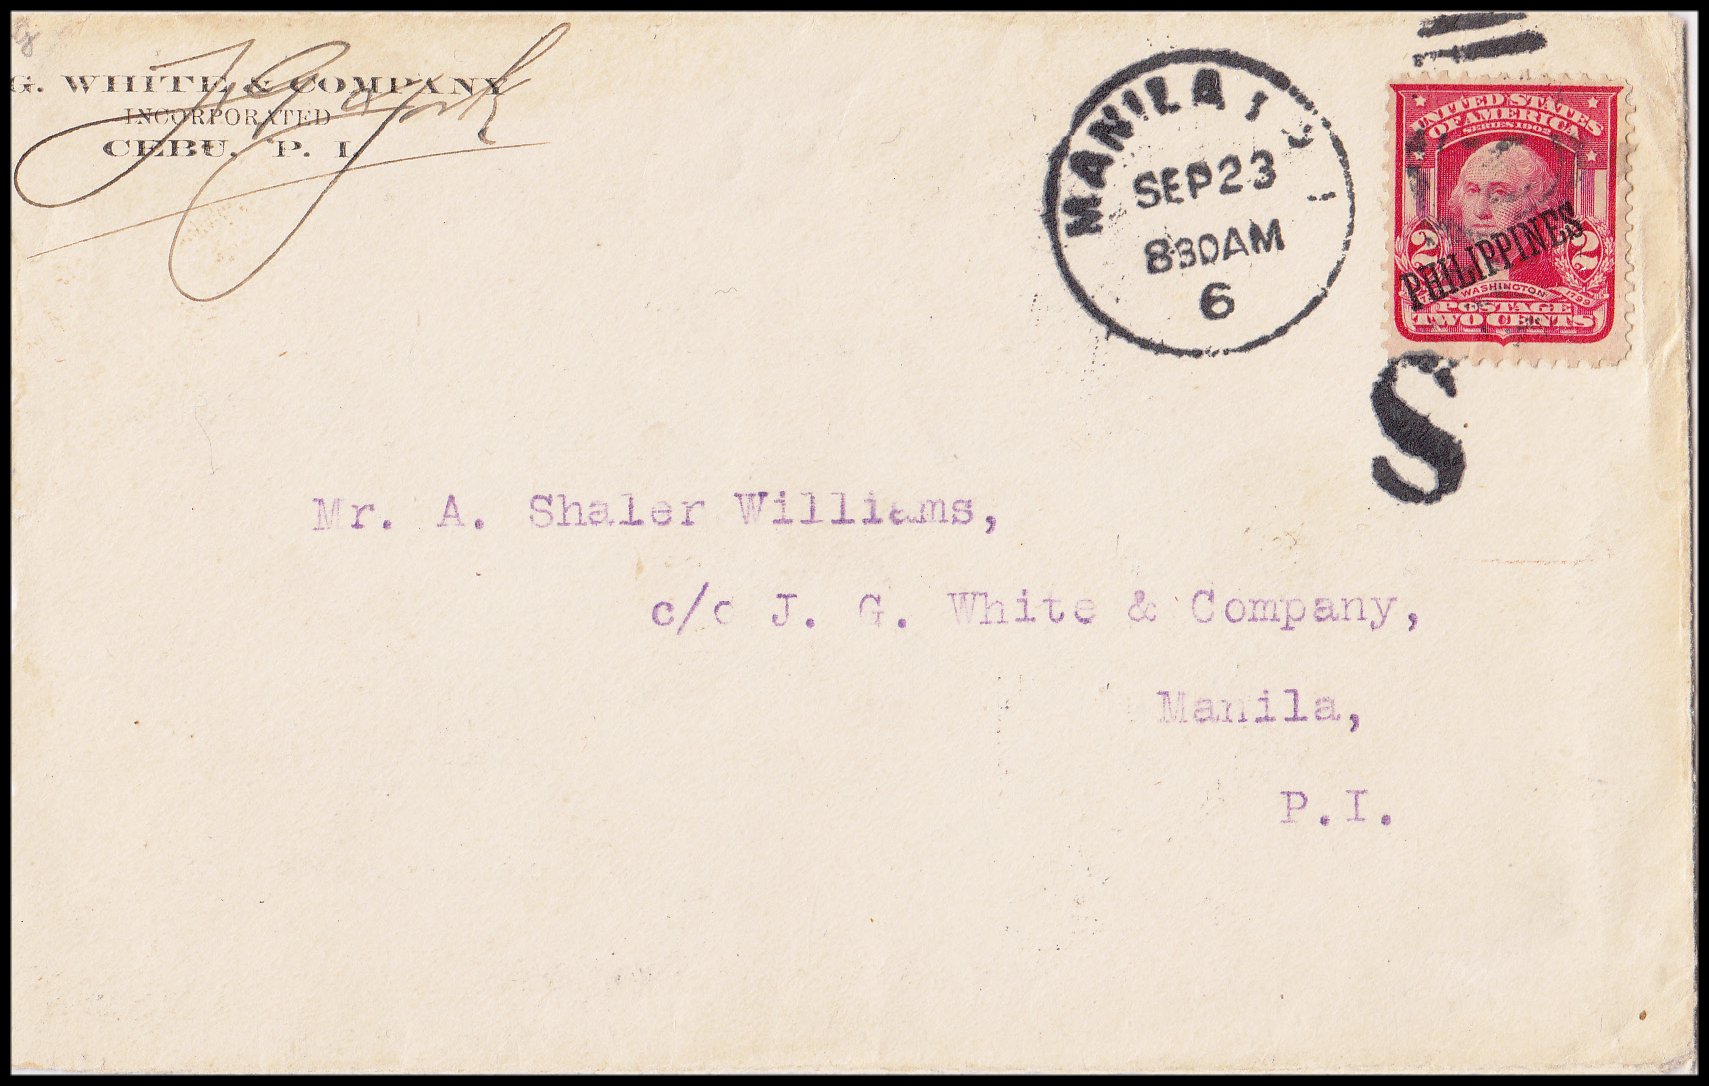 G. WHITE & COMPANY
INCORPORATED
CEBU, P. I.
MANILA
SEP 23
830AM
6
UNITED STATES
OF AMERICA
SERIES 1902
2 2
PHILIPPINES
WASHINGTON
1799
POSTAGE
TWO CENTS
S
Mr. A. Shaler Williams,
c/o J. G. White & Company,
Manila,
P.I.